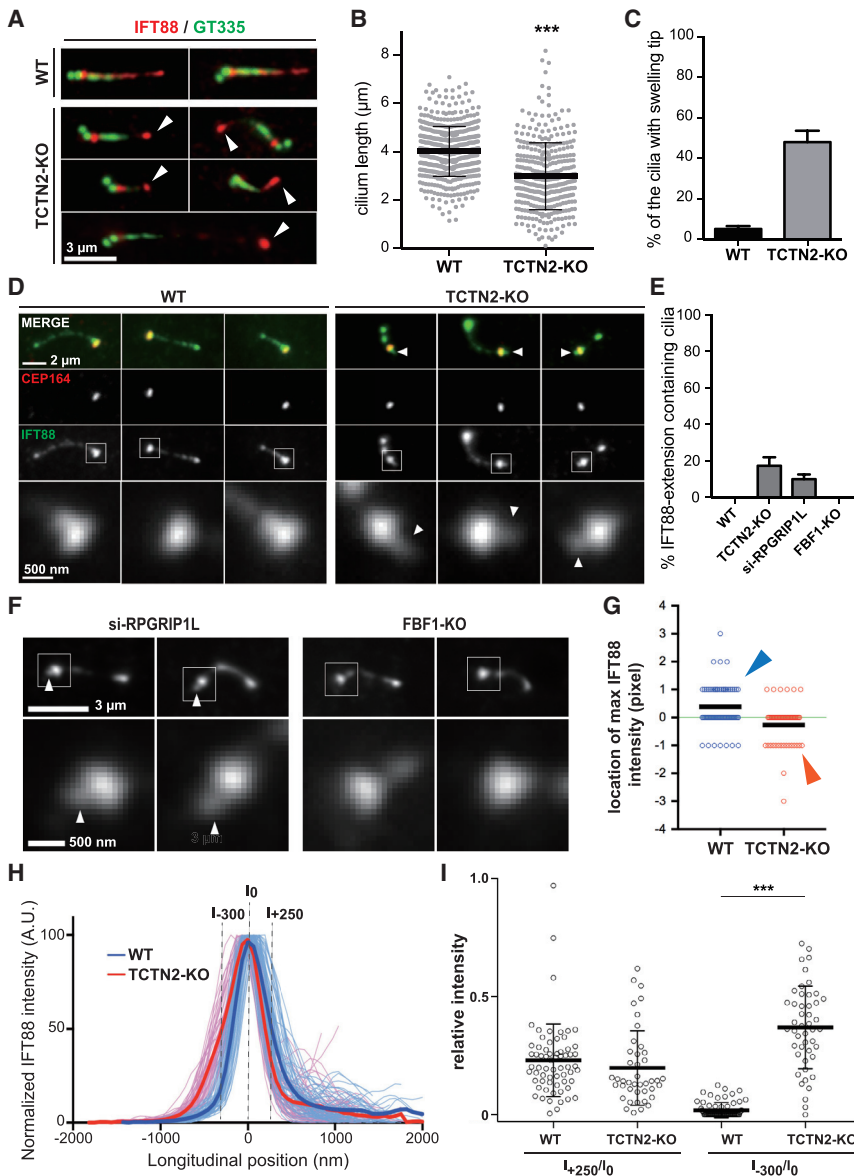 A
IFT88 / GT335
WT
TCTN2-KO
3 µm
B
cilium length (µm)
8
6
4
2
0
***
WT
TCTN2-KO
C
% of the cilia with swelling tip
100
80
60
40
20
0
WT
TCTN2-KO
D
WT
TCTN2-KO
MERGE
2 µm
CEP164
IFT88
500 nm
E
% IFT88-extension containing cilia
100
80
60
40
20
0
WT
TCTN2-KO
si-RPGRIP1L
FBF1-KO
F
si-RPGRIP1L
FBF1-KO
3 µm
500 nm
3 µm
G
location of max IFT88
intensity (pixel)
4
3
2
1
0
-1
-2
-3
-4
WT
TCTN2-KO
H
Normalized IFT88 intensity (A.U.)
100
50
0
I-300
I0
I+250
WT
TCTN2-KO
-2000
-1000
0
1000
2000
Longitudinal position (nm)
I
relative intensity
1
0.5
0
***
WT
TCTN2-KO
WT
TCTN2-KO
I+250/I0
I-300/I0